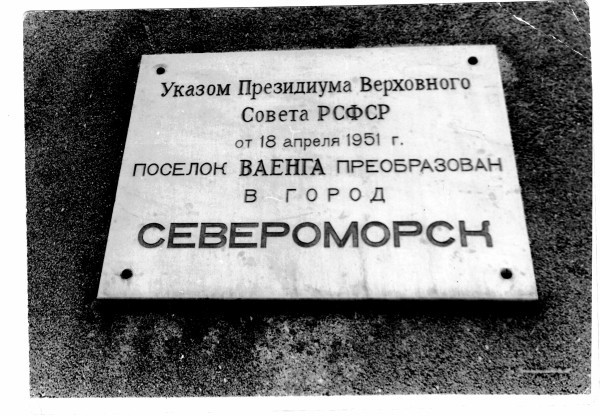 Указом Президиума Верховного
Совета РСФСР
от 18 апреля 1951 г.
ПОСЕЛОК ВАЕНГА ПРЕОБРАЗОВАН
В ГОРОД
СЕВЕРОМОРСК